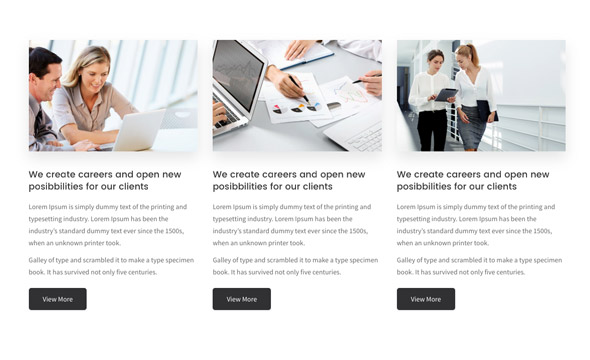 We create careers and open new
posibbilities for our clients
Lorem Ipsum is simply dummy text of the printing and
typesetting industry. Lorem Ipsum has been the
industry's standard dummy text ever since the 1500s,
when an unknown printer took.
Galley of type and scrambled it to make a type specimen
book. It has survived not only five centuries.
View More
We create careers and open new
posibbilities for our clients
Lorem Ipsum is simply dummy text of the printing and
typesetting industry. Lorem Ipsum has been the
industry's standard dummy text ever since the 1500s,
when an unknown printer took.
Galley of type and scrambled it to make a type specimen
book. It has survived not only five centuries.
View More
We create careers and open new
posibbilities for our clients
Lorem Ipsum is simply dummy text of the printing and
typesetting industry. Lorem Ipsum has been the
industry's standard dummy text ever since the 1500s,
when an unknown printer took.
Galley of type and scrambled it to make a type specimen
book. It has survived not only five centuries.
View More